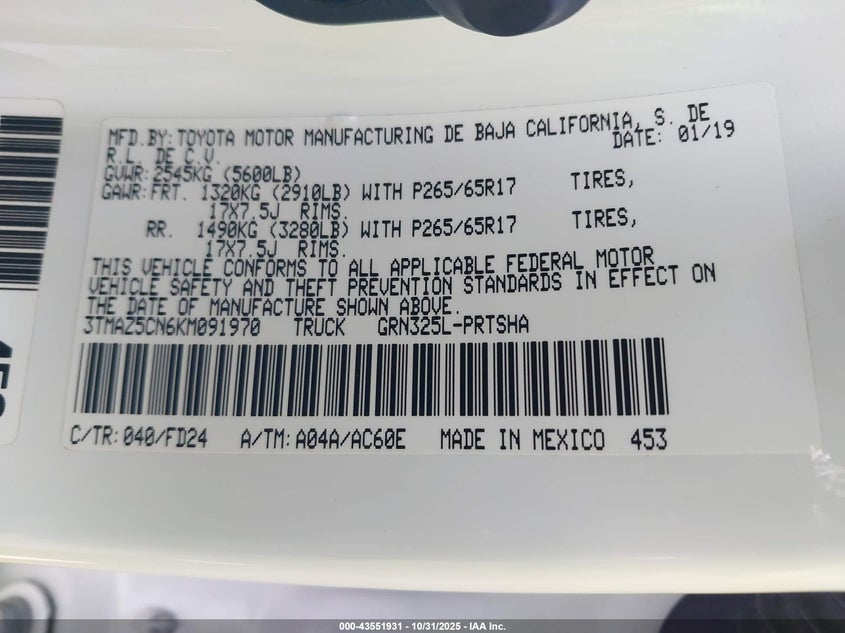 MFD.BY:TOYOTA MOTOR MANUFACTURING DE BAJA CALIFORNIA, S. DE
R.L. DE C.V. DATE: 01/19
GVWR:2545KG (5600LB)
GAWR:FRT. 1320KG (2910LB) WITH P265/65R17 TIRES,
17X7.5J RIMS.
RR. 1490KG (3280LB) WITH P265/65R17 TIRES,
17X7.5J RIMS.
THIS VEHICLE CONFORMS TO ALL APPLICABLE FEDERAL MOTOR
VEHICLE SAFETY AND THEFT PREVENTION STANDARDS IN EFFECT ON
THE DATE OF MANUFACTURE SHOWN ABOVE.
3TMAZ5CN6KM091970 TRUCK GRN325L-PRTSHA
C/TR:040/FD24 A/TM:A04A/AC60E MADE IN MEXICO 453
000-43551931 - 10/31/2025 - IAA Inc.